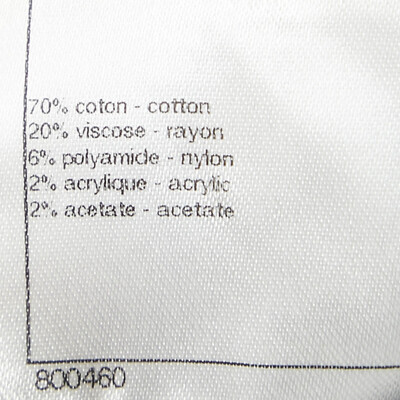 70% coton - cotton
20% viscose - rayon
6% polyamide - nylon
2% acrylique - acrylic
2% acetate - acetate
800460